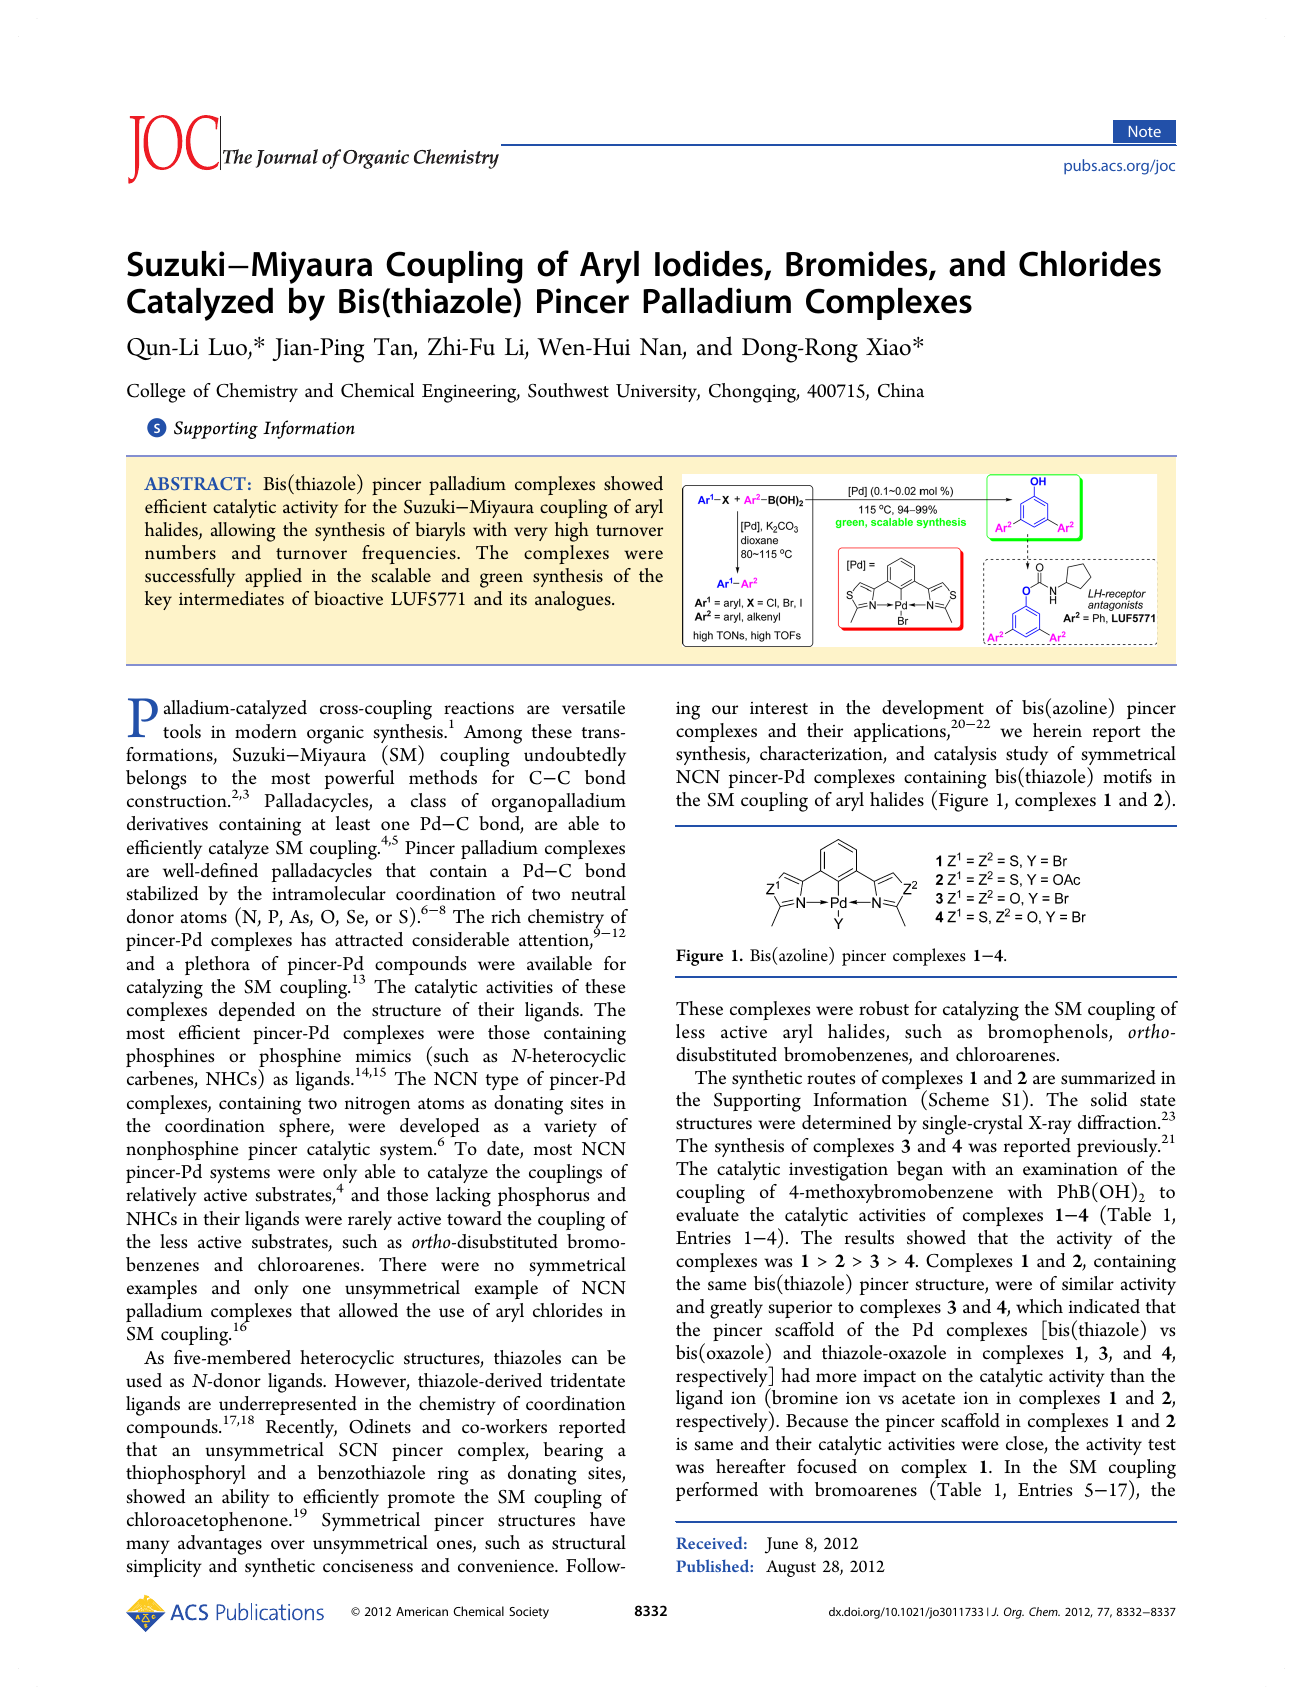 JOC The Journal of Organic Chemistry
Note
pubs.acs.org/joc
Suzuki−Miyaura Coupling of Aryl Iodides, Bromides, and Chlorides
Catalyzed by Bis(thiazole) Pincer Palladium Complexes
Qun-Li Luo,* Jian-Ping Tan, Zhi-Fu Li, Wen-Hui Nan, and Dong-Rong Xiao*
College of Chemistry and Chemical Engineering, Southwest University, Chongqing, 400715, China
S Supporting Information
ABSTRACT: Bis(thiazole) pincer palladium complexes showed
efficient catalytic activity for the Suzuki−Miyaura coupling of aryl
halides, allowing the synthesis of biaryls with very high turnover
numbers and turnover frequencies. The complexes were
successfully applied in the scalable and green synthesis of the
key intermediates of bioactive LUF5771 and its analogues.
Ar¹−X + Ar²−B(OH)₂
[Pd], K₂CO₃
dioxane
80~115 °C
Ar¹−Ar²
Ar¹ = aryl, X = Cl, Br, I
Ar² = aryl, alkenyl
high TONs, high TOFs
[Pd] (0.1~0.02 mol %)
115 °C, 94–99%
green, scalable synthesis
[Pd] =
S
S
N
Pd
N
Br
OH
Ar²
Ar²
O
O
N
H
LH-receptor
antagonists
Ar² = Ph, LUF5771
Ar²
Ar²
Palladium-catalyzed cross-coupling reactions are versatile
tools in modern organic synthesis.¹ Among these trans-
formations, Suzuki−Miyaura (SM) coupling undoubtedly
belongs to the most powerful methods for C−C bond
construction.²,³ Palladacycles, a class of organopalladium
derivatives containing at least one Pd−C bond, are able to
efficiently catalyze SM coupling.⁴,⁵ Pincer palladium complexes
are well-defined palladacycles that contain a Pd−C bond
stabilized by the intramolecular coordination of two neutral
donor atoms (N, P, As, O, Se, or S).⁶⁻⁸ The rich chemistry of
pincer-Pd complexes has attracted considerable attention,⁹⁻¹²
and a plethora of pincer-Pd compounds were available for
catalyzing the SM coupling.¹³ The catalytic activities of these
complexes depended on the structure of their ligands. The
most efficient pincer-Pd complexes were those containing
phosphines or phosphine mimics (such as N-heterocyclic
carbenes, NHCs) as ligands.¹⁴,¹⁵ The NCN type of pincer-Pd
complexes, containing two nitrogen atoms as donating sites in
the coordination sphere, were developed as a variety of
nonphosphine pincer catalytic system.⁶ To date, most NCN
pincer-Pd systems were only able to catalyze the couplings of
relatively active substrates,⁴ and those lacking phosphorus and
NHCs in their ligands were rarely active toward the coupling of
the less active substrates, such as ortho-disubstituted bromo-
benzenes and chloroarenes. There were no symmetrical
examples and only one unsymmetrical example of NCN
palladium complexes that allowed the use of aryl chlorides in
SM coupling.¹⁶
As five-membered heterocyclic structures, thiazoles can be
used as N-donor ligands. However, thiazole-derived tridentate
ligands are underrepresented in the chemistry of coordination
compounds.¹⁷,¹⁸ Recently, Odinets and co-workers reported
that an unsymmetrical SCN pincer complex, bearing a
thiophosphoryl and a benzothiazole ring as donating sites,
showed an ability to efficiently promote the SM coupling of
chloroacetophenone.¹⁹ Symmetrical pincer structures have
many advantages over unsymmetrical ones, such as structural
simplicity and synthetic conciseness and convenience. Follow-
ing our interest in the development of bis(azoline) pincer
complexes and their applications,²⁰⁻²² we herein report the
synthesis, characterization, and catalysis study of symmetrical
NCN pincer-Pd complexes containing bis(thiazole) motifs in
the SM coupling of aryl halides (Figure 1, complexes 1 and 2).
Z¹
Z²
N
Pd
N
Y
1 Z¹ = Z² = S, Y = Br
2 Z¹ = Z² = S, Y = OAc
3 Z¹ = Z² = O, Y = Br
4 Z¹ = S, Z² = O, Y = Br
Figure 1. Bis(azoline) pincer complexes 1−4.
These complexes were robust for catalyzing the SM coupling of
less active aryl halides, such as bromophenols, ortho-
disubstituted bromobenzenes, and chloroarenes.
The synthetic routes of complexes 1 and 2 are summarized in
the Supporting Information (Scheme S1). The solid state
structures were determined by single-crystal X-ray diffraction.²³
The synthesis of complexes 3 and 4 was reported previously.²¹
The catalytic investigation began with an examination of the
coupling of 4-methoxybromobenzene with PhB(OH)₂ to
evaluate the catalytic activities of complexes 1−4 (Table 1,
Entries 1−4). The results showed that the activity of the
complexes was 1 > 2 > 3 > 4. Complexes 1 and 2, containing
the same bis(thiazole) pincer structure, were of similar activity
and greatly superior to complexes 3 and 4, which indicated that
the pincer scaffold of the Pd complexes [bis(thiazole) vs
bis(oxazole) and thiazole-oxazole in complexes 1, 3, and 4,
respectively] had more impact on the catalytic activity than the
ligand ion (bromine ion vs acetate ion in complexes 1 and 2,
respectively). Because the pincer scaffold in complexes 1 and 2
is same and their catalytic activities were close, the activity test
was hereafter focused on complex 1. In the SM coupling
performed with bromoarenes (Table 1, Entries 5−17), the
Received: June 8, 2012
Published: August 28, 2012
ACS Publications
© 2012 American Chemical Society
8332
dx.doi.org/10.1021/jo3011733 | J. Org. Chem. 2012, 77, 8332−8337